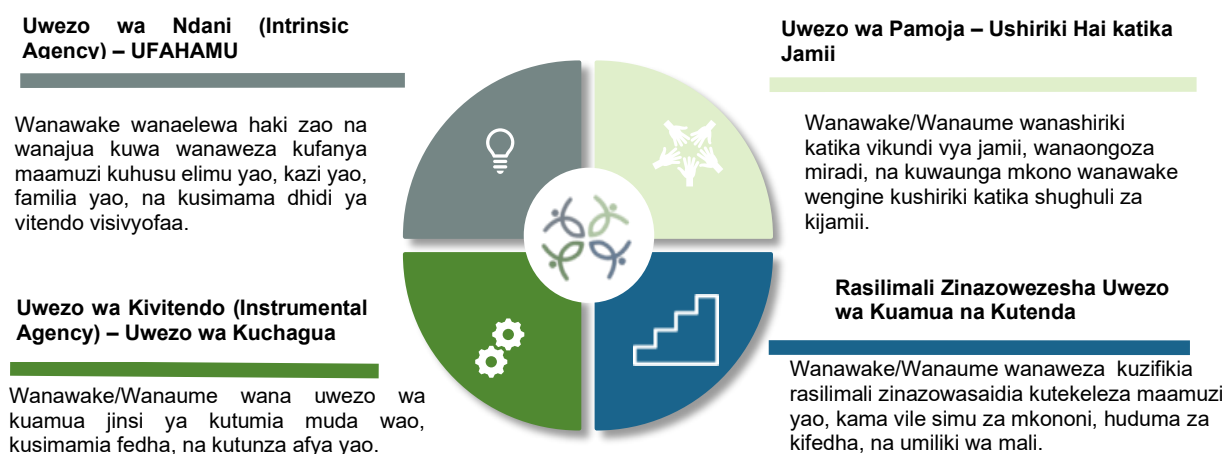 Uwezo wa Ndani (Intrinsic
Agency) – UFAHAMU
Wanawake wanaelewa haki zao na
wanajua kuwa wanaweza kufanya
maamuzi kuhusu elimu yao, kazi yao,
familia yao, na kusimama dhidi ya
vitendo visivyofaa.
Uwezo wa Pamoja – Ushiriki Hai katika
Jamii
Wanawake/Wanaume wanashiriki
katika vikundi vya jamii, wanaongoza
miradi, na kuwaunga mkono wanawake
wengine kushiriki katika shughuli za
kijamii.
Uwezo wa Kivitendo (Instrumental
Agency) – Uwezo wa Kuchagua
Wanawake/Wanaume wana uwezo wa
kuamua jinsi ya kutumia muda wao,
kusimamia fedha, na kutunza afya yao.
Rasilimali Zinazowezesha Uwezo
wa Kuamua na Kutenda
Wanawake/Wanaume wanaweza kuzifikia
rasilimali zinazowasaidia kutekeleza maamuzi
yao, kama vile simu za mkononi, huduma za
kifedha, na umiliki wa mali.